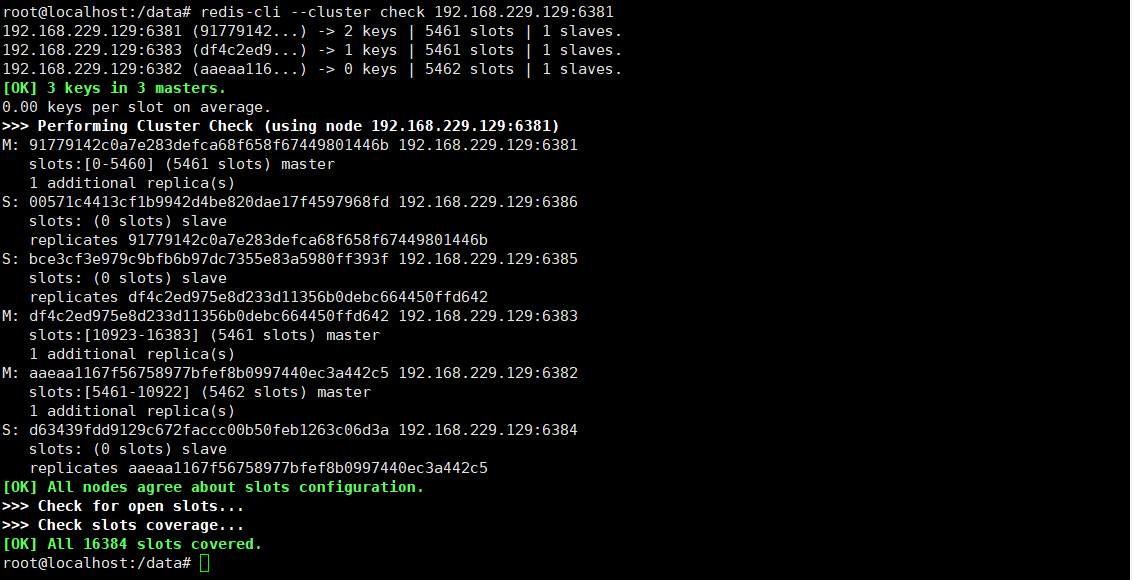 root@localhost:/data# redis-cli --cluster check 192.168.229.129:6381
192.168.229.129:6381 (91779142...) -> 2 keys | 5461 slots | 1 slaves.
192.168.229.129:6383 (df4c2ed9...) -> 1 keys | 5461 slots | 1 slaves.
192.168.229.129:6382 (aaeaa116...) -> 0 keys | 5462 slots | 1 slaves.
[OK] 3 keys in 3 masters.
0.00 keys per slot on average.
>>> Performing Cluster Check (using node 192.168.229.129:6381)
M: 91779142c0a7e283defca68f658f67449801446b 192.168.229.129:6381
   slots:[0-5460] (5461 slots) master
   1 additional replica(s)
S: 00571c4413cf1b9942d4be820dae17f4597968fd 192.168.229.129:6386
   slots: (0 slots) slave
   replicates 91779142c0a7e283defca68f658f67449801446b
S: bce3cf3e979c9bfb6b97dc7355e83a5980ff393f 192.168.229.129:6385
   slots: (0 slots) slave
   replicates df4c2ed975e8d233d11356b0debc664450ffd642
M: df4c2ed975e8d233d11356b0debc664450ffd642 192.168.229.129:6383
   slots:[10923-16383] (5461 slots) master
   1 additional replica(s)
M: aaeaa1167f56758977bfef8b0997440ec3a442c5 192.168.229.129:6382
   slots:[5461-10922] (5462 slots) master
   1 additional replica(s)
S: d63439fdd9129c672faccc00b50feb1263c06d3a 192.168.229.129:6384
   slots: (0 slots) slave
   replicates aaeaa1167f56758977bfef8b0997440ec3a442c5
[OK] All nodes agree about slots configuration.
>>> Check for open slots...
>>> Check slots coverage...
[OK] All 16384 slots covered.
root@localhost:/data#